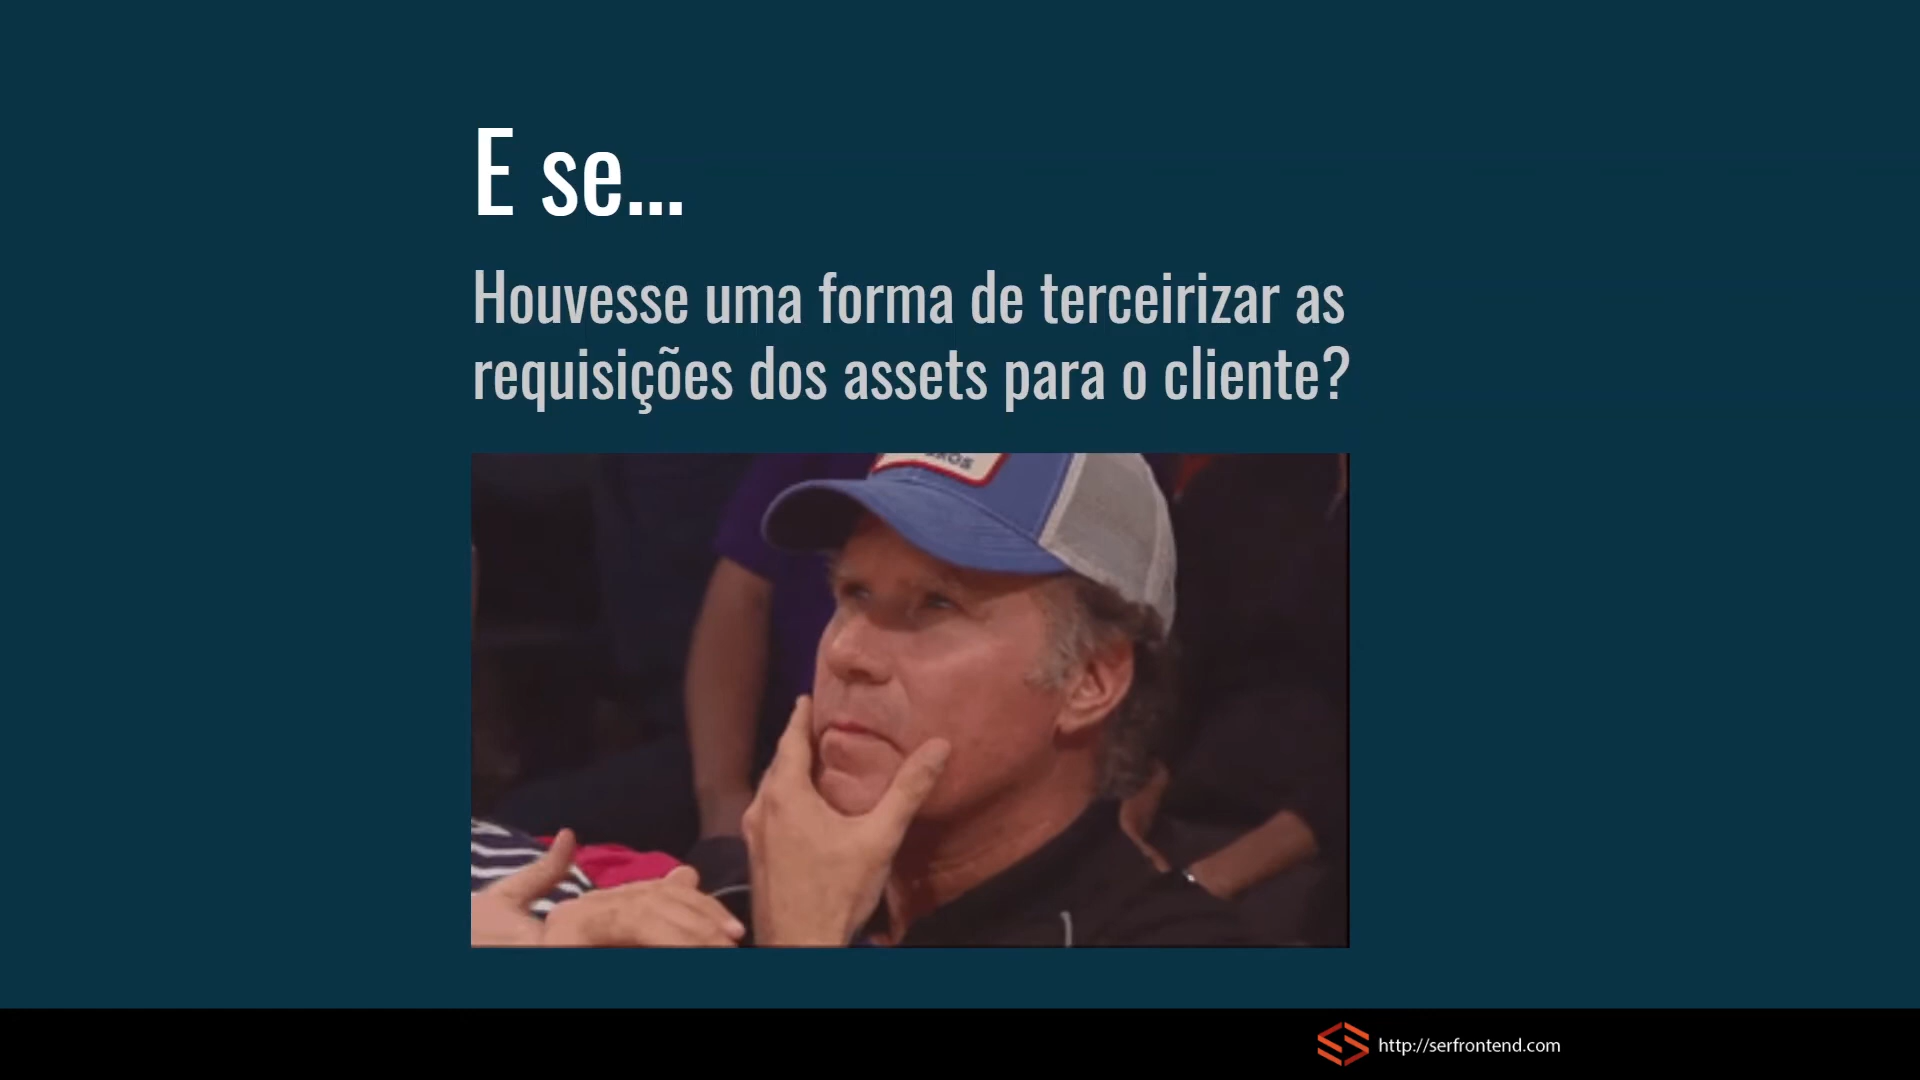 E se...
Houvesse uma forma de terceirizar as
requisições dos assets para o cliente?
http://serfrontend.com